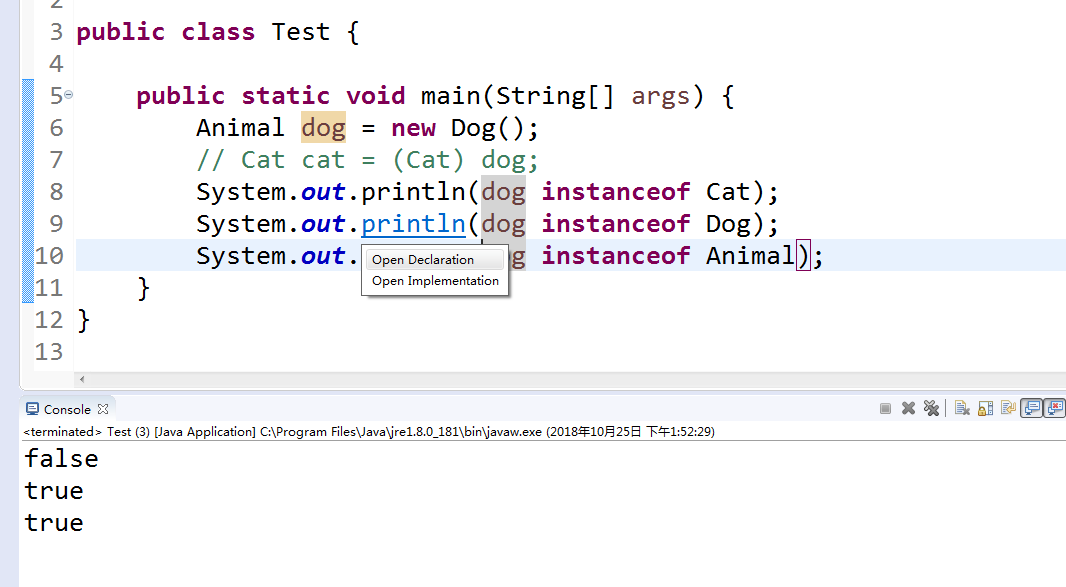 2
3 public class Test {
4
5 public static void main(String[] args) {
6 Animal dog = new Dog();
7 // Cat cat = (Cat) dog;
8 System.out.println(dog instanceof Cat);
9 System.out.println(dog instanceof Dog);
10 System.out. g instanceof Animal);
Open Declaration
Open Implementation
11 }
12 }
13
Console
<terminated> Test (3) [Java Application] C:\Program Files\Java\jre1.8.0_181\bin\javaw.exe (2018年10月25日 下午1:52:29)
false
true
true